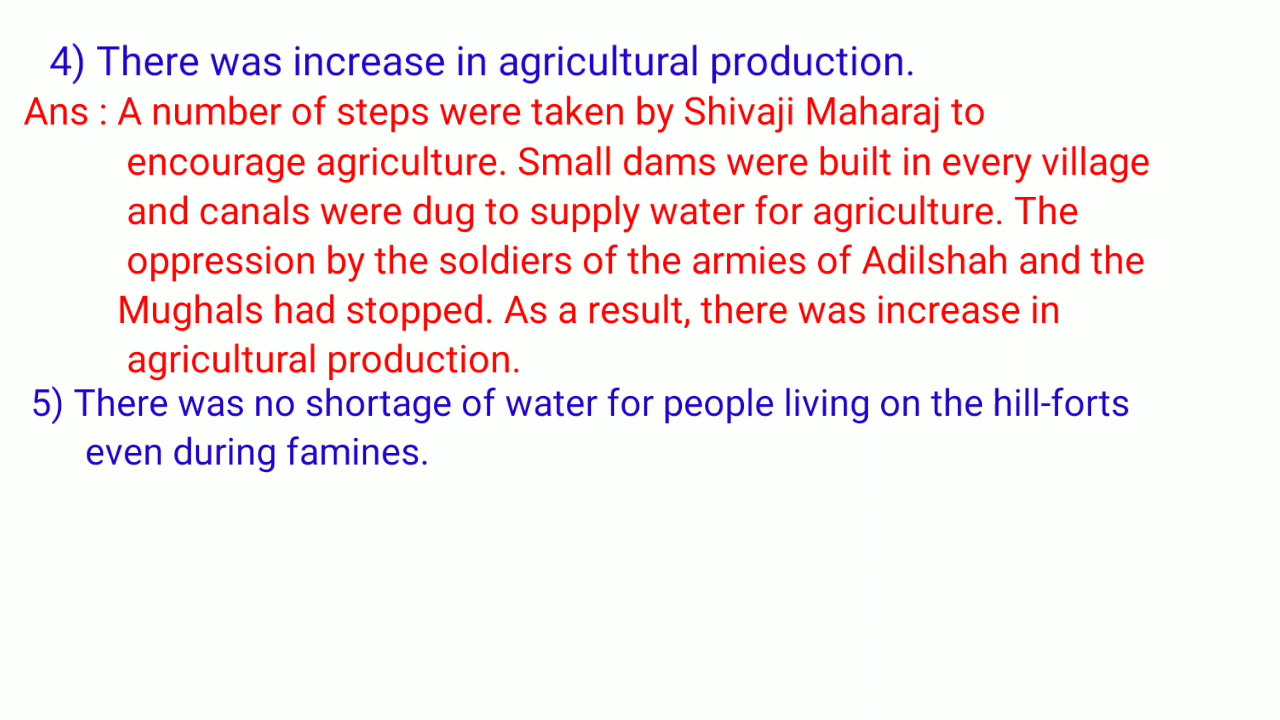 4) There was increase in agricultural production.
Ans : A number of steps were taken by Shivaji Maharaj to
encourage agriculture. Small dams were built in every village
and canals were dug to supply water for agriculture. The
oppression by the soldiers of the armies of Adilshah and the
Mughals had stopped. As a result, there was increase in
agricultural production.
5) There was no shortage of water for people living on the hill-forts
even during famines.